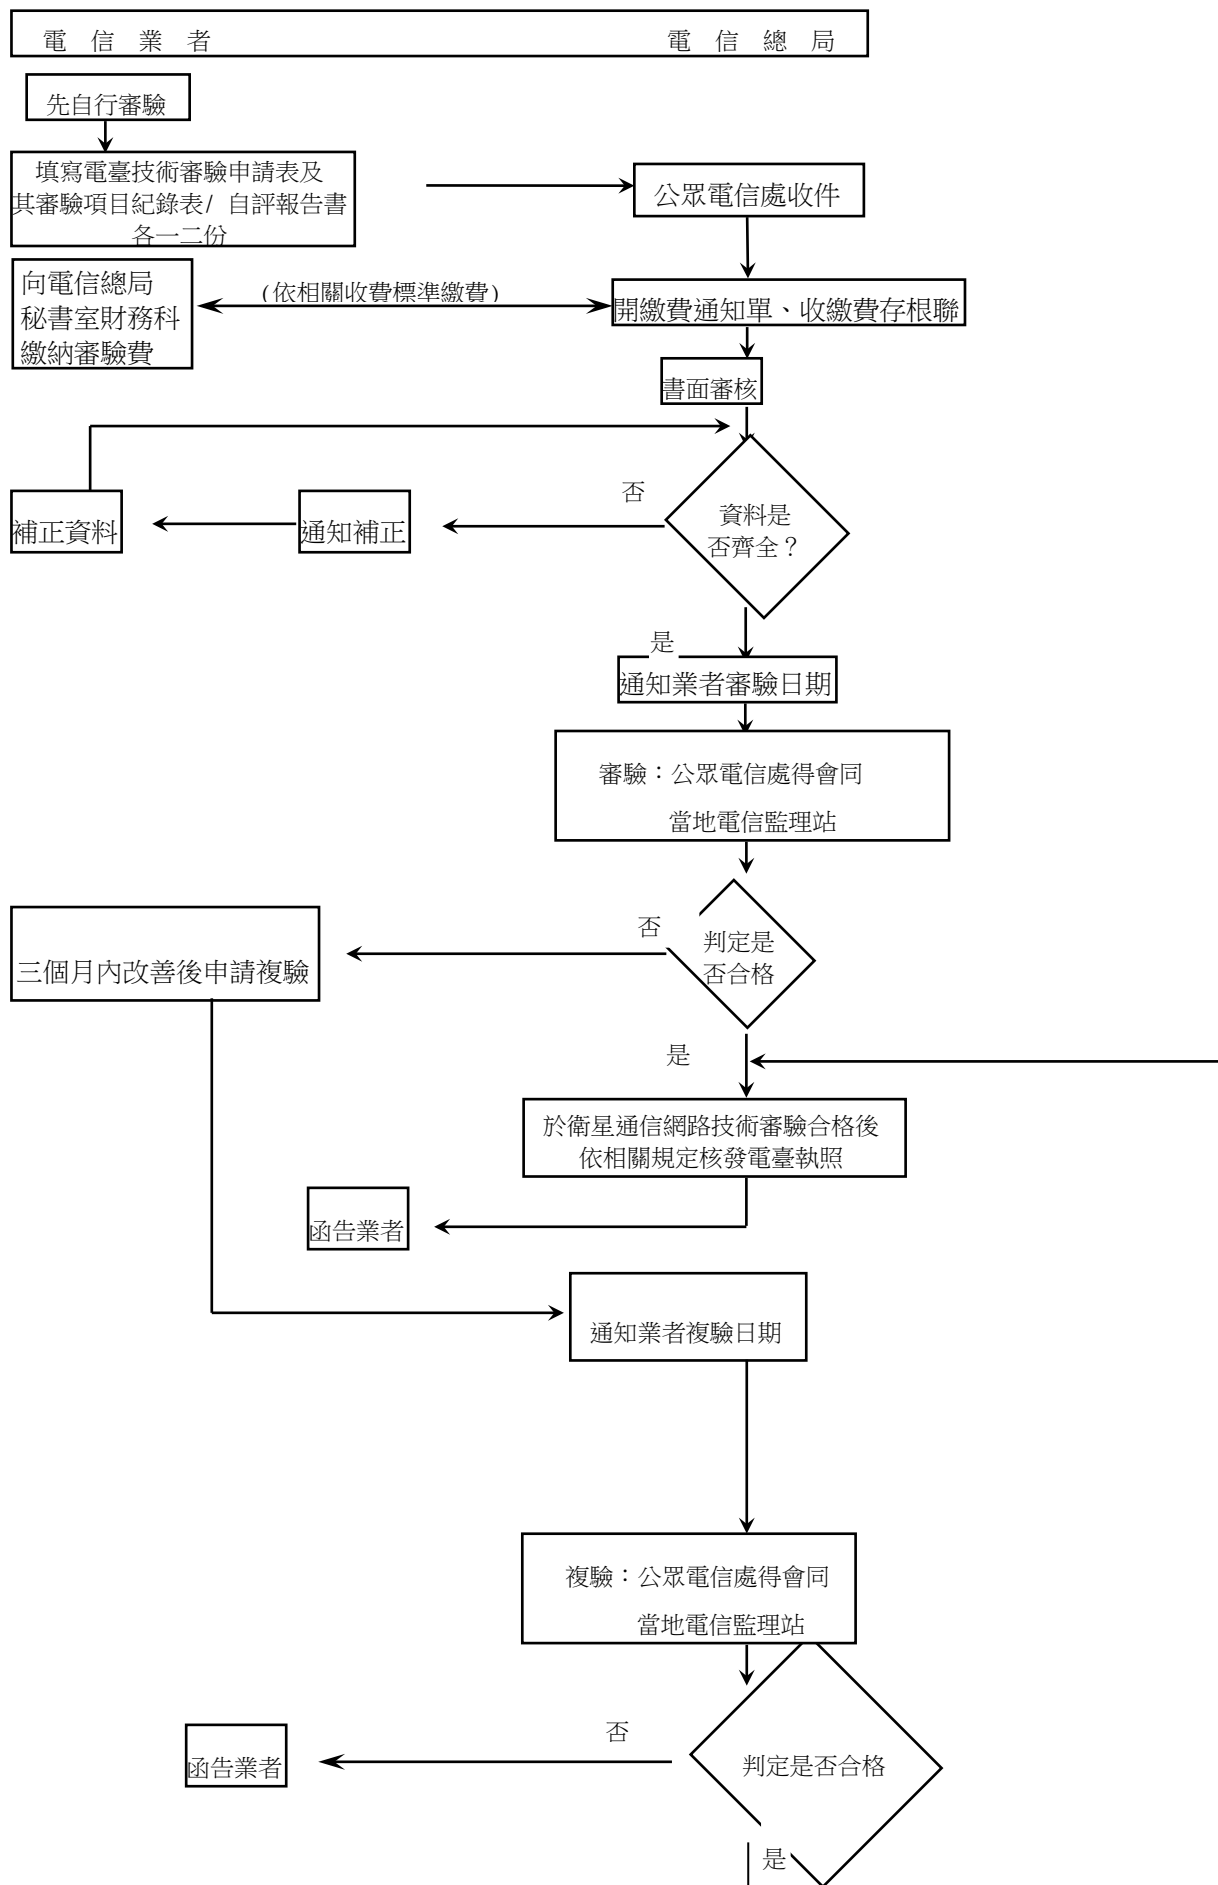 電信業者 電信總局
先自行審驗
填寫電臺技術審驗申請表及
其審驗項目紀錄表/ 自評報告書
各一二份
公眾電信處收件
向電信總局
秘書室財務科
繳納審驗費
(依相關收費標準繳費)
開繳費通知單、收繳費存根聯
書面審核
否
資料是
否齊全？
通知補正
補正資料
是
通知業者審驗日期
審驗：公眾電信處得會同
當地電信監理站
否
判定是
否合格
三個月內改善後申請複驗
是
於衛星通信網路技術審驗合格後
依相關規定核發電臺執照
函告業者
通知業者複驗日期
複驗：公眾電信處得會同
當地電信監理站
否
判定是否合格
函告業者
是